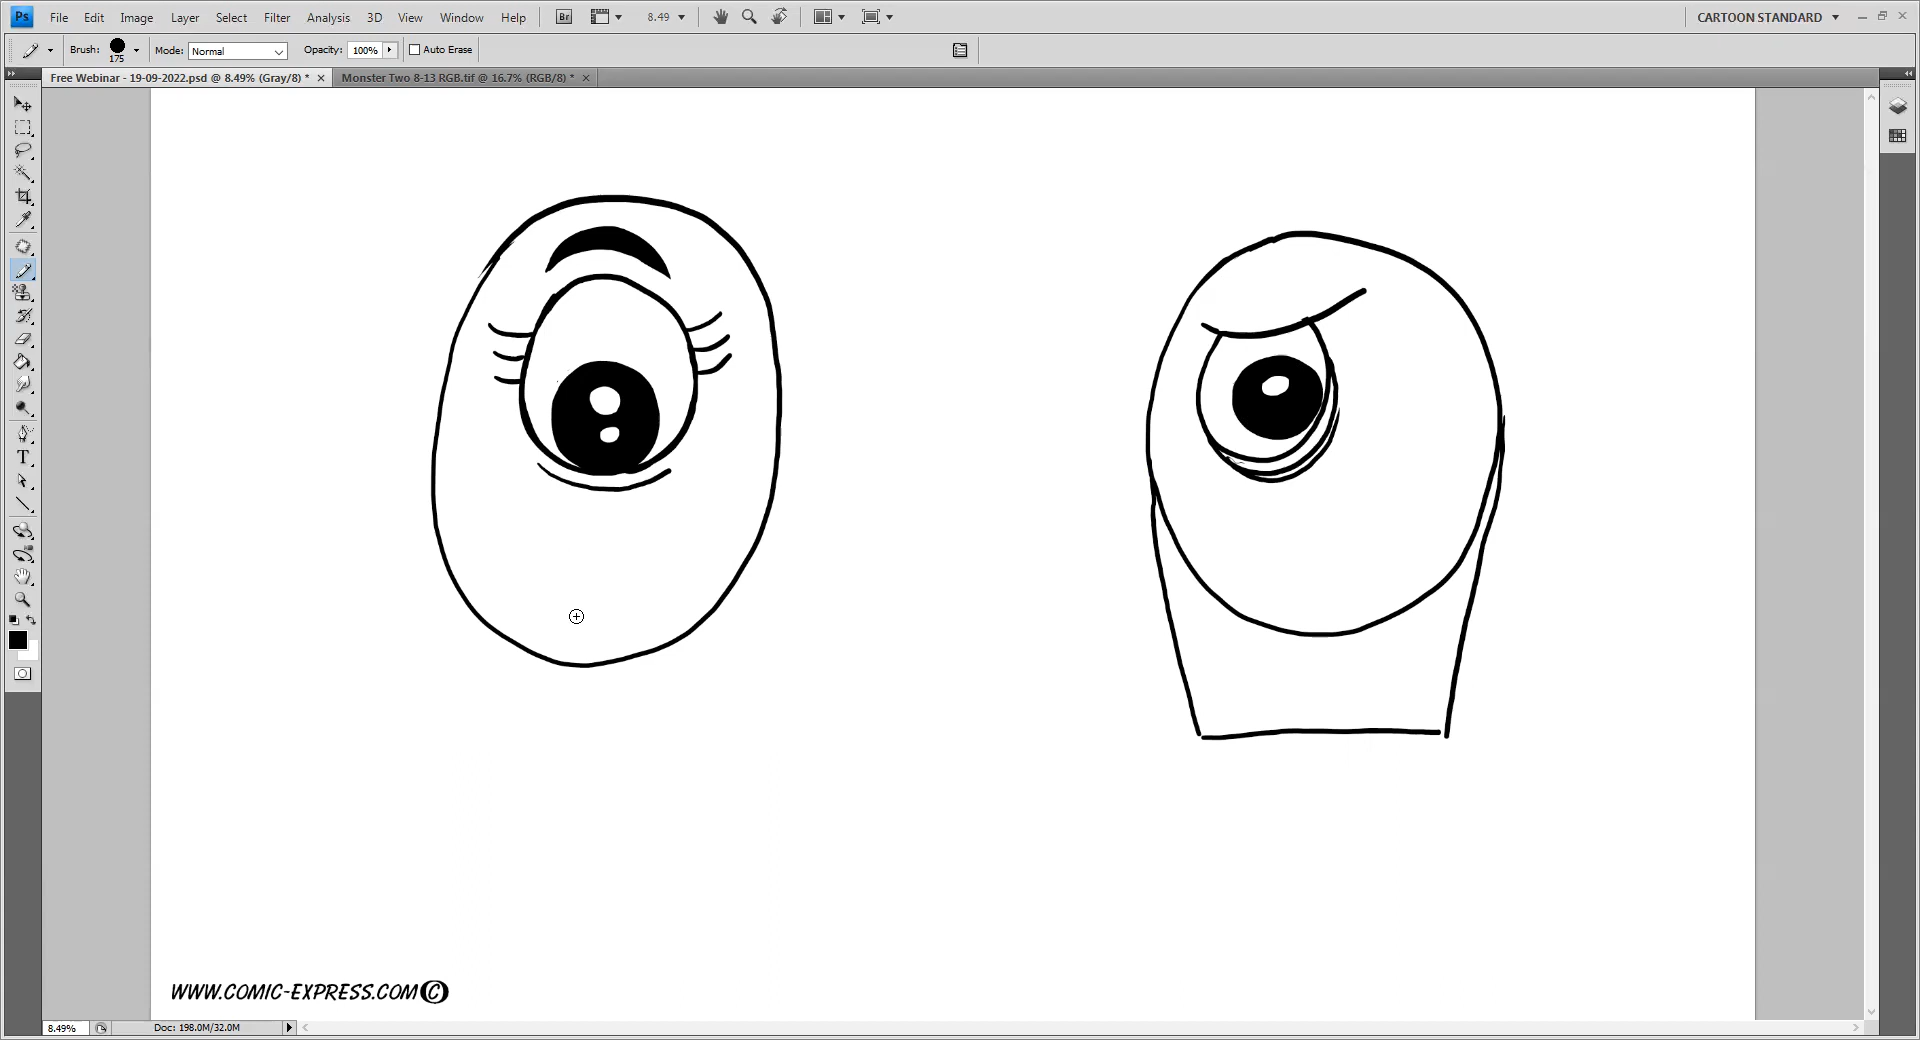 Ps File Edit Image Layer Select Filter Analysis 3D View Window Help Br 8.49 CARTOON STANDARD
Brush: 175 Mode: Normal Opacity: 100% Auto Erase
Free Webinar - 19-09-2022.psd @ 8.49% (Gray/8) * × Monster Two 8-13 RGB.tif @ 16.7% (RGB/8) * ×
T
WWW.COMIC-EXPRESS.COM©
8.49% Doc: 198.0M/32.0M